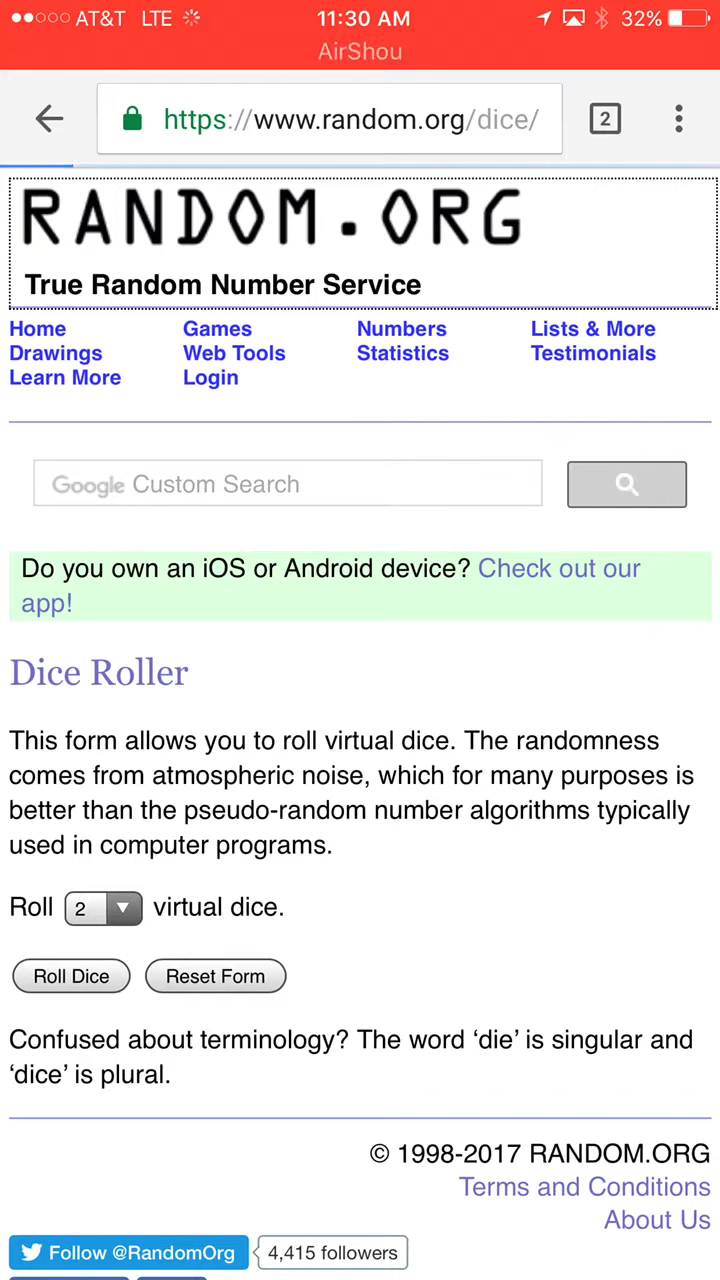 AT&T LTE 11:30 AM 32%
AirShou
https://www.random.org/dice/ 2
RANDOM.ORG
True Random Number Service
Home Games Numbers Lists & More
Drawings Web Tools Statistics Testimonials
Learn More Login
Google Custom Search
Do you own an iOS or Android device? Check out our
app!
Dice Roller
This form allows you to roll virtual dice. The randomness
comes from atmospheric noise, which for many purposes is
better than the pseudo-random number algorithms typically
used in computer programs.
Roll 2 virtual dice.
Roll Dice Reset Form
Confused about terminology? The word ‘die’ is singular and
‘dice’ is plural.
© 1998-2017 RANDOM.ORG
Terms and Conditions
About Us
Follow @RandomOrg 4,415 followers